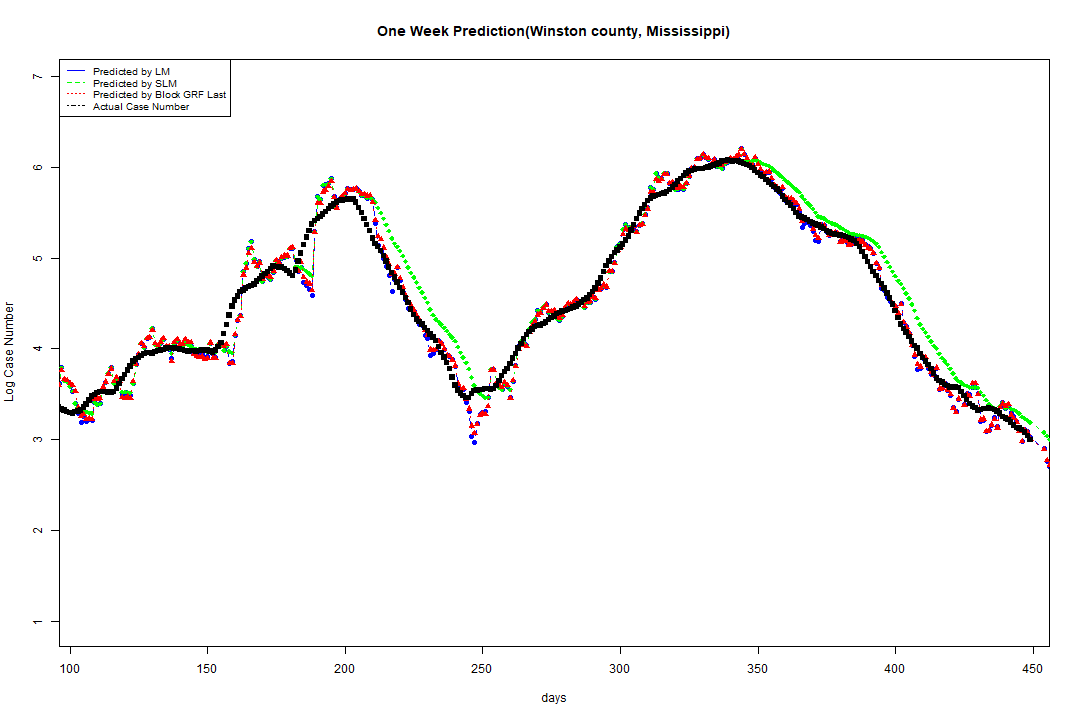 One Week Prediction(Winston county, Mississippi)
Predicted by LM
Predicted by SLM
Predicted by Block GRF Last
Actual Case Number
Log Case Number
7
6
5
4
3
2
1
100 150 200 250 300 350 400 450
days